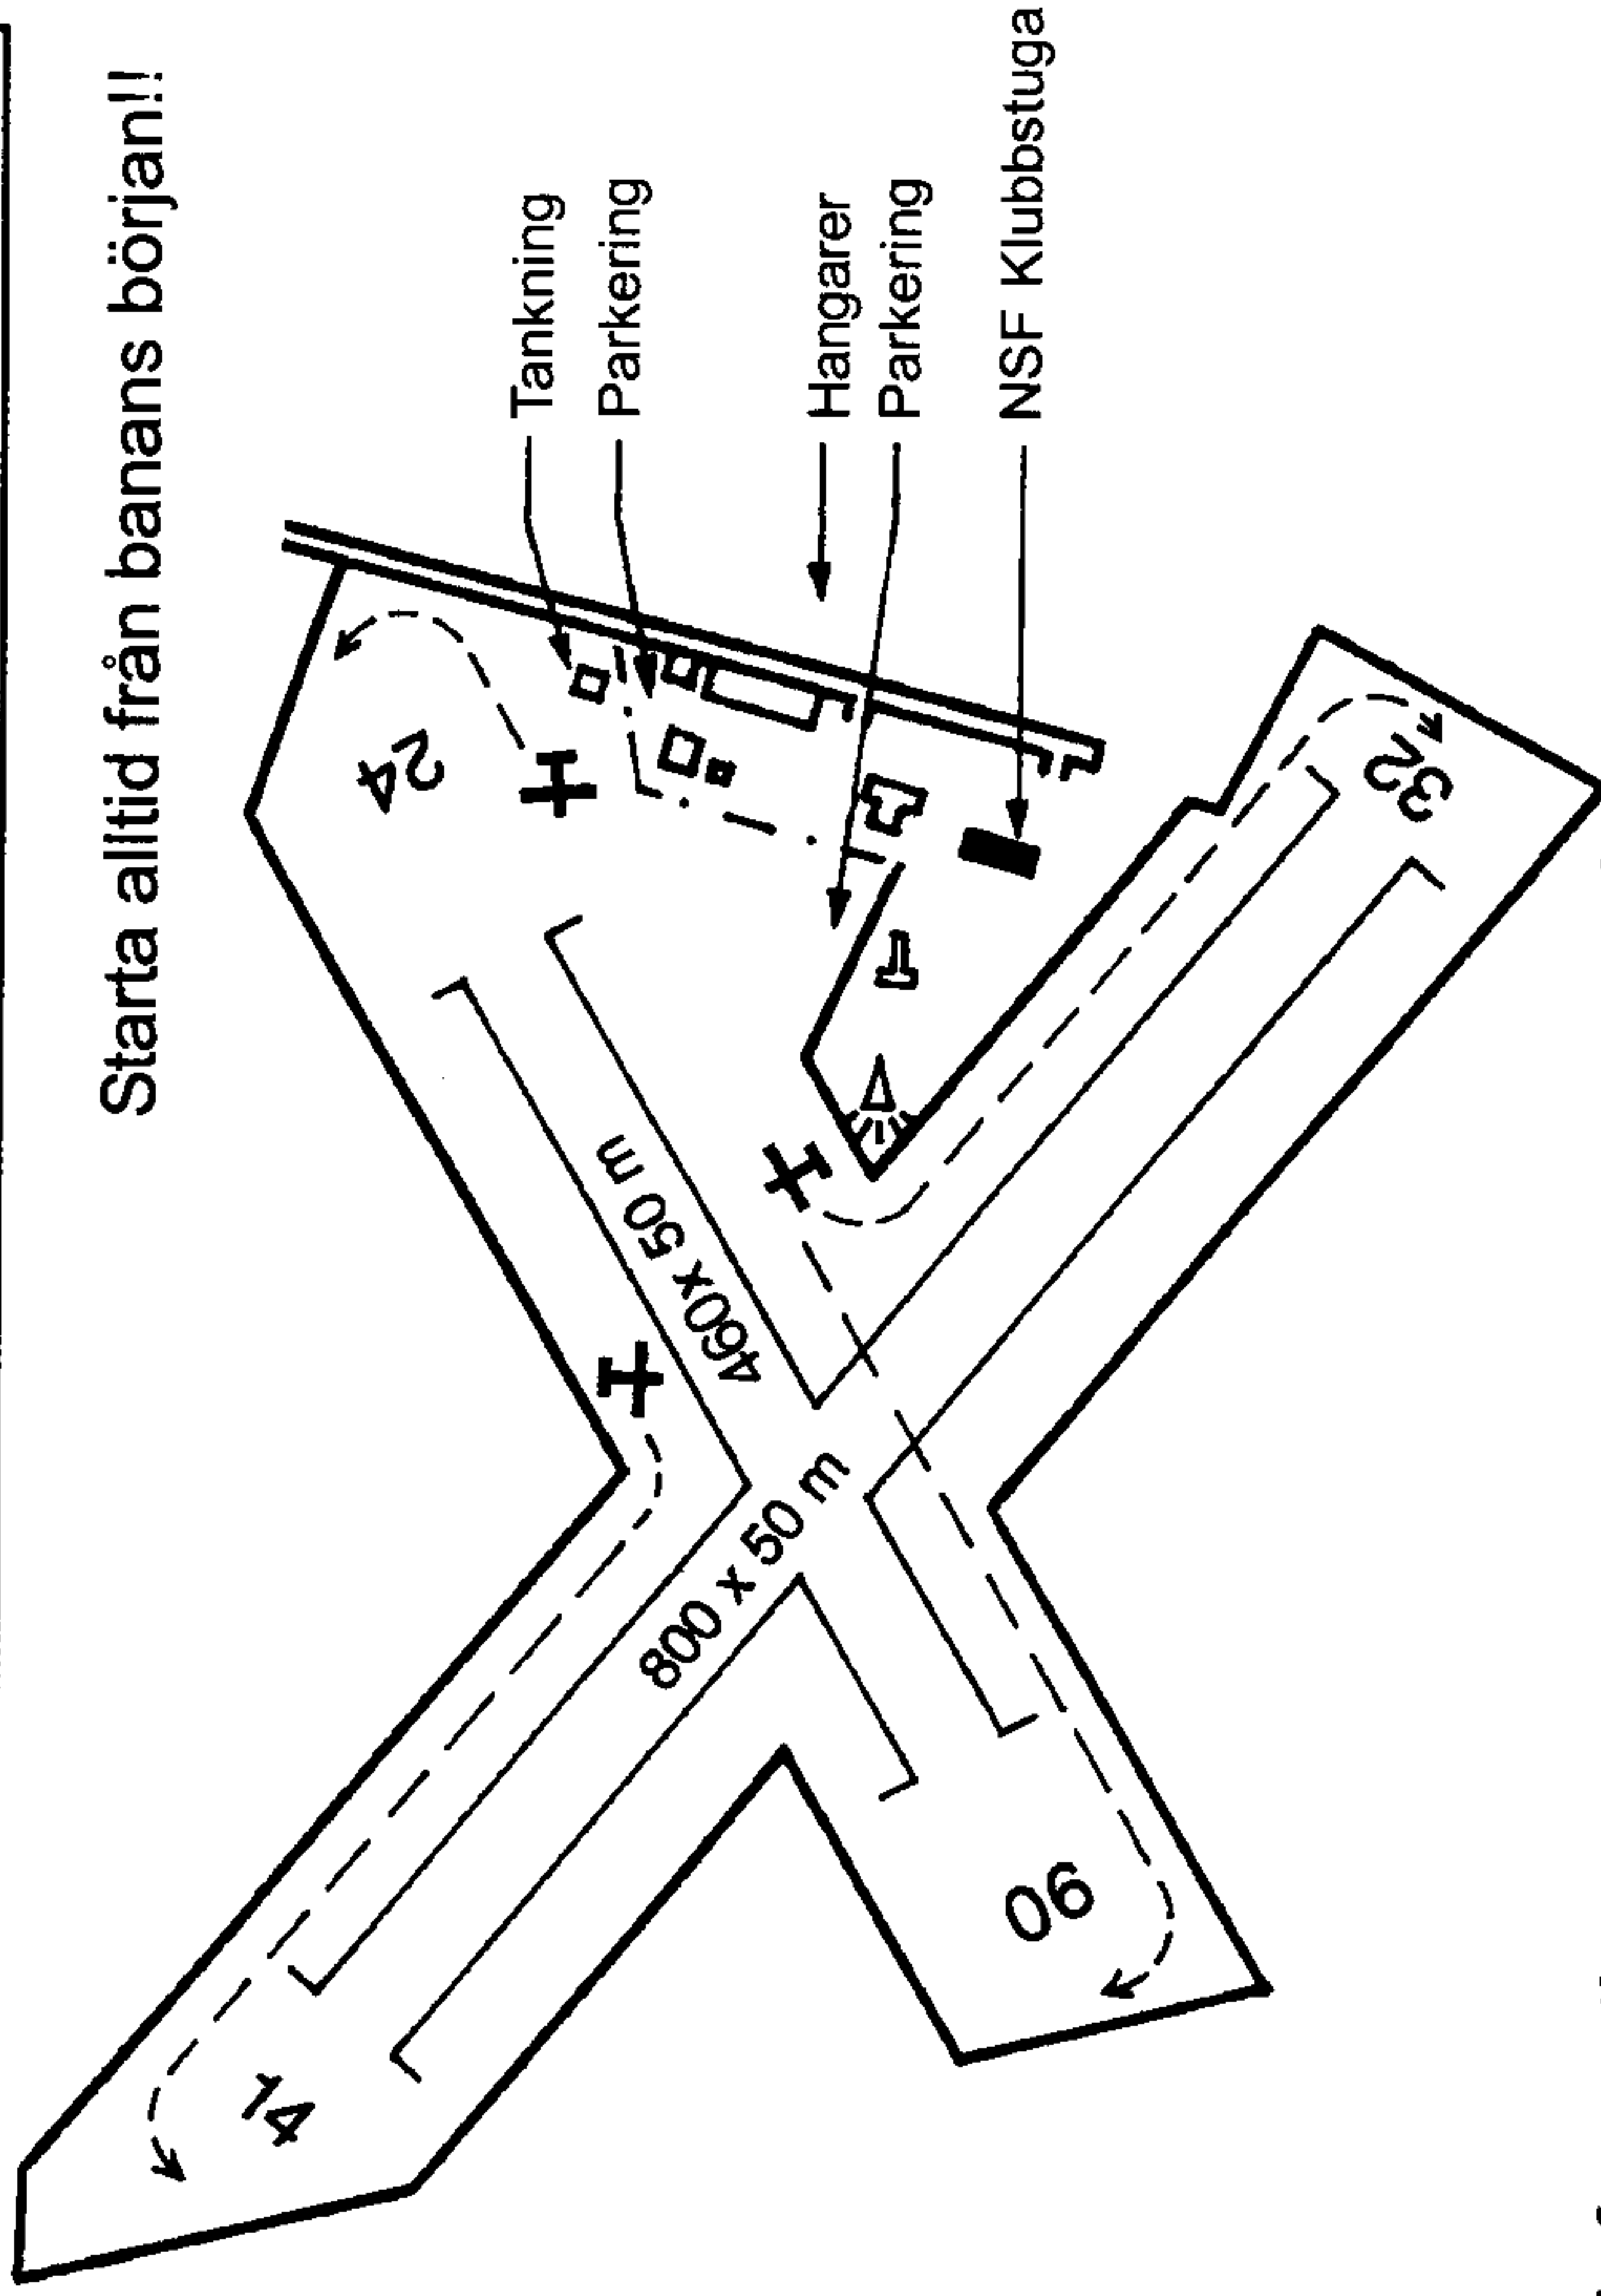 Starta alltid från banans början!!
Tankning
Parkering
Hangarer
Parkering
NSF Klubbstuga
24
32
460x 50 m
800 x 50 m
14
06
T